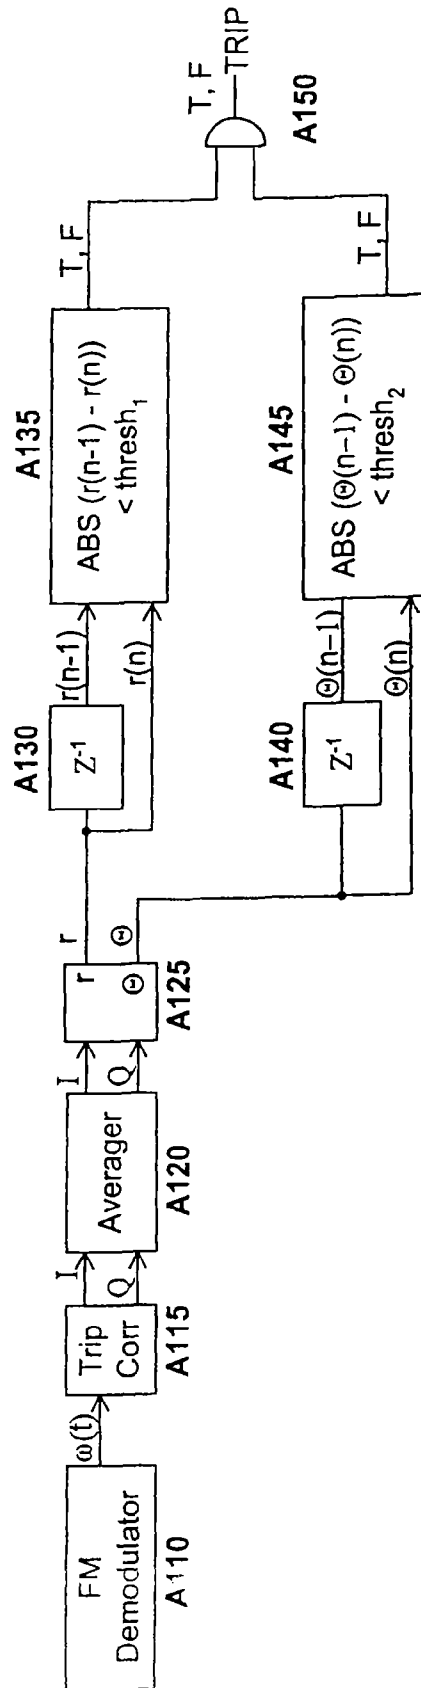 FM
Demodulator
A110
ω(t)
Trip
Corr
A115
I
Q
Averager
A120
I
Q
r
Θ
A125
r
Θ
A130
Z⁻¹
r(n-1)
r(n)
A135
ABS (r(n-1) - r(n))
< thresh₁
T, F
A140
Z⁻¹
Θ(n–1)
Θ(n)
A145
ABS (Θ(n–1) - Θ(n))
< thresh₂
T, F
T, F
TRIP
A150